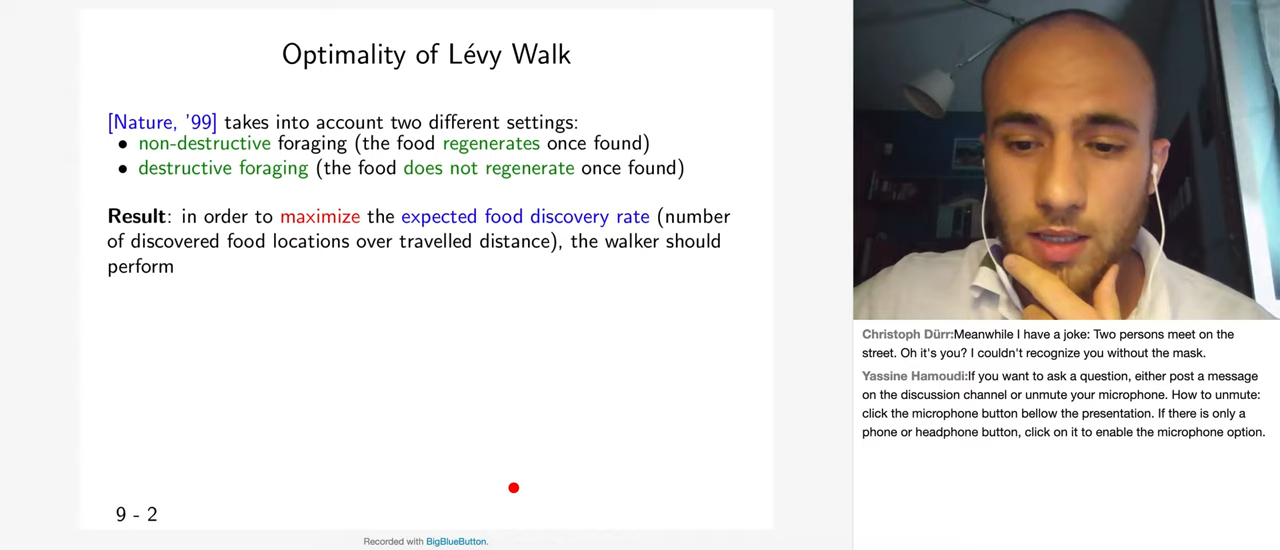 Optimality of Lévy Walk
[Nature, '99] takes into account two different settings:
• non-destructive foraging (the food regenerates once found)
• destructive foraging (the food does not regenerate once found)
Result: in order to maximize the expected food discovery rate (number
of discovered food locations over travelled distance), the walker should
perform
9 - 2
Recorded with BigBlueButton.
Christoph Dürr:Meanwhile I have a joke: Two persons meet on the
street. Oh it's you? I couldn't recognize you without the mask.
Yassine Hamoudi:If you want to ask a question, either post a message
on the discussion channel or unmute your microphone. How to unmute:
click the microphone button bellow the presentation. If there is only a
phone or headphone button, click on it to enable the microphone option.